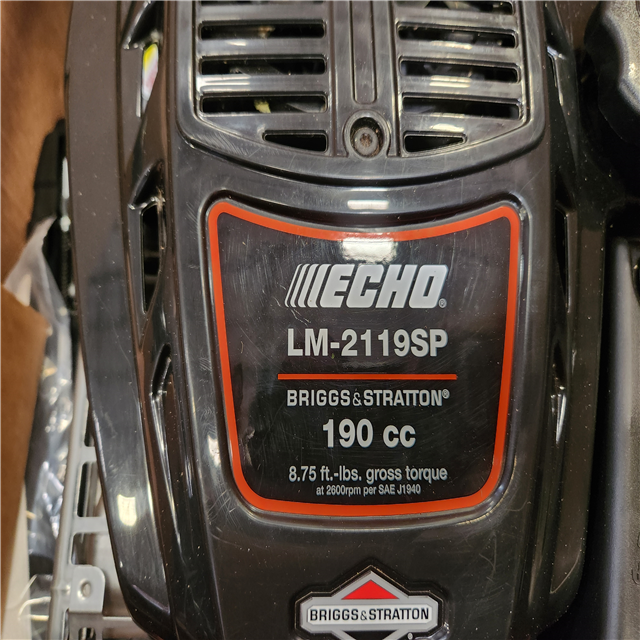 ECHO®
LM-2119SP
BRIGGS&STRATTON®
190 cc
8.75 ft.-lbs. gross torque
at 2600rpm per SAE J1940
BRIGGS&STRATTON